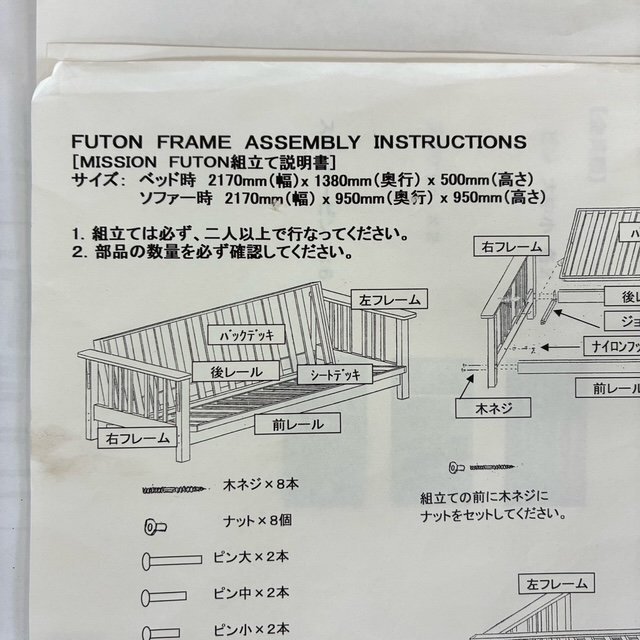 FUTON FRAME ASSEMBLY INSTRUCTIONS
[MISSION FUTON組立て説明書]
サイズ: ベッド時 2170mm(幅)x 1380mm(奥行)x 500mm(高さ)
ソファー時 2170mm(幅) x 950mm(奥行) x 950mm(高さ)
1. 組立ては必ず、二人以上で行なってください。
2. 部品の数量を必ず確認してください。
左フレーム
バックデッキ
後レール
シートデッキ
前レール
右フレーム
木ネジ×8本
ナット×8個
ピン大×2本
ピン中×2本
ピン小×2本
右フレーム
バ
後レ
ジョ
ナイロンフッ
前レール
木ネジ
組立ての前に木ネジに
ナットをセットしてください。
左フレーム